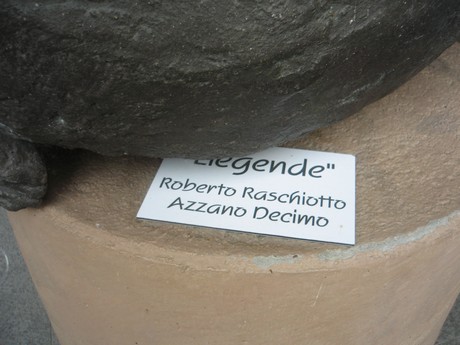 "Liegende"
Roberto Raschiotto
Azzano Decimo